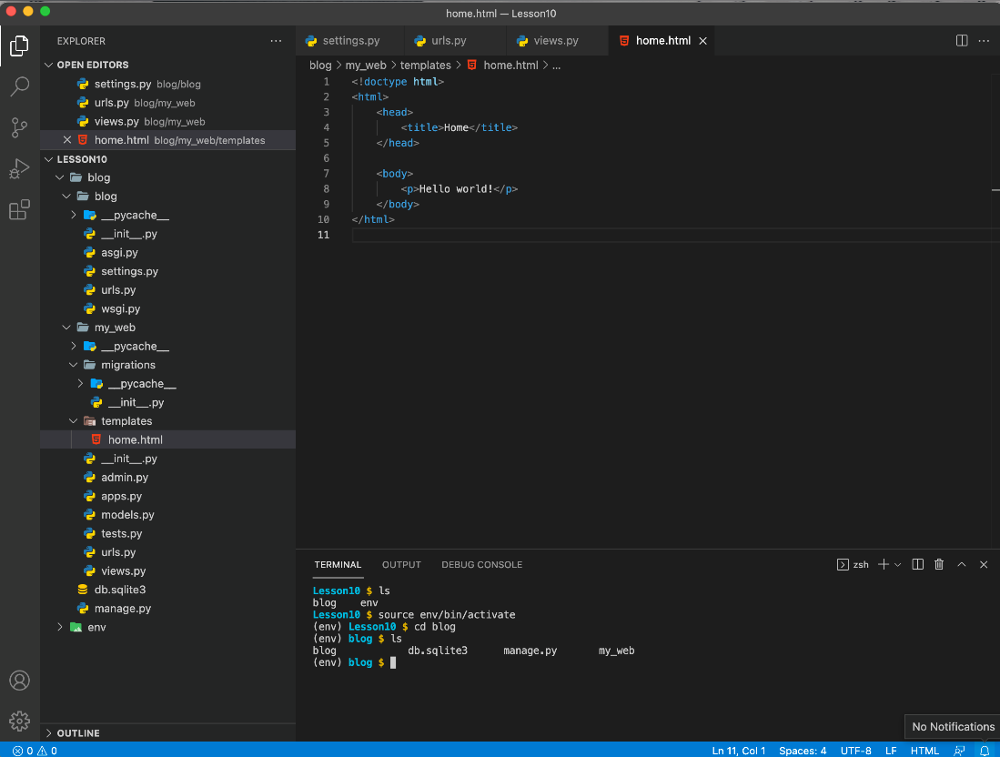 home.html — Lesson10
EXPLORER
settings.py urls.py views.py home.html
OPEN EDITORS
settings.py blog/blog
urls.py blog/my_web
views.py blog/my_web
home.html blog/my_web/templates
LESSON10
blog
blog
__pycache__
__init__.py
asgi.py
settings.py
urls.py
wsgi.py
my_web
__pycache__
migrations
__pycache__
__init__.py
templates
home.html
__init__.py
admin.py
apps.py
models.py
tests.py
urls.py
views.py
db.sqlite3
manage.py
env
OUTLINE
blog > my_web > templates > home.html > ...
1 <!doctype html>
2 <html>
3 <head>
4 <title>Home</title>
5 </head>
6
7 <body>
8 <p>Hello world!</p>
9 </body>
10 </html>
11
TERMINAL OUTPUT DEBUG CONSOLE zsh
Lesson10 $ ls
blog env
Lesson10 $ source env/bin/activate
(env) Lesson10 $ cd blog
(env) blog $ ls
blog db.sqlite3 manage.py my_web
(env) blog $
No Notifications
0 0 Ln 11, Col 1 Spaces: 4 UTF-8 LF HTML